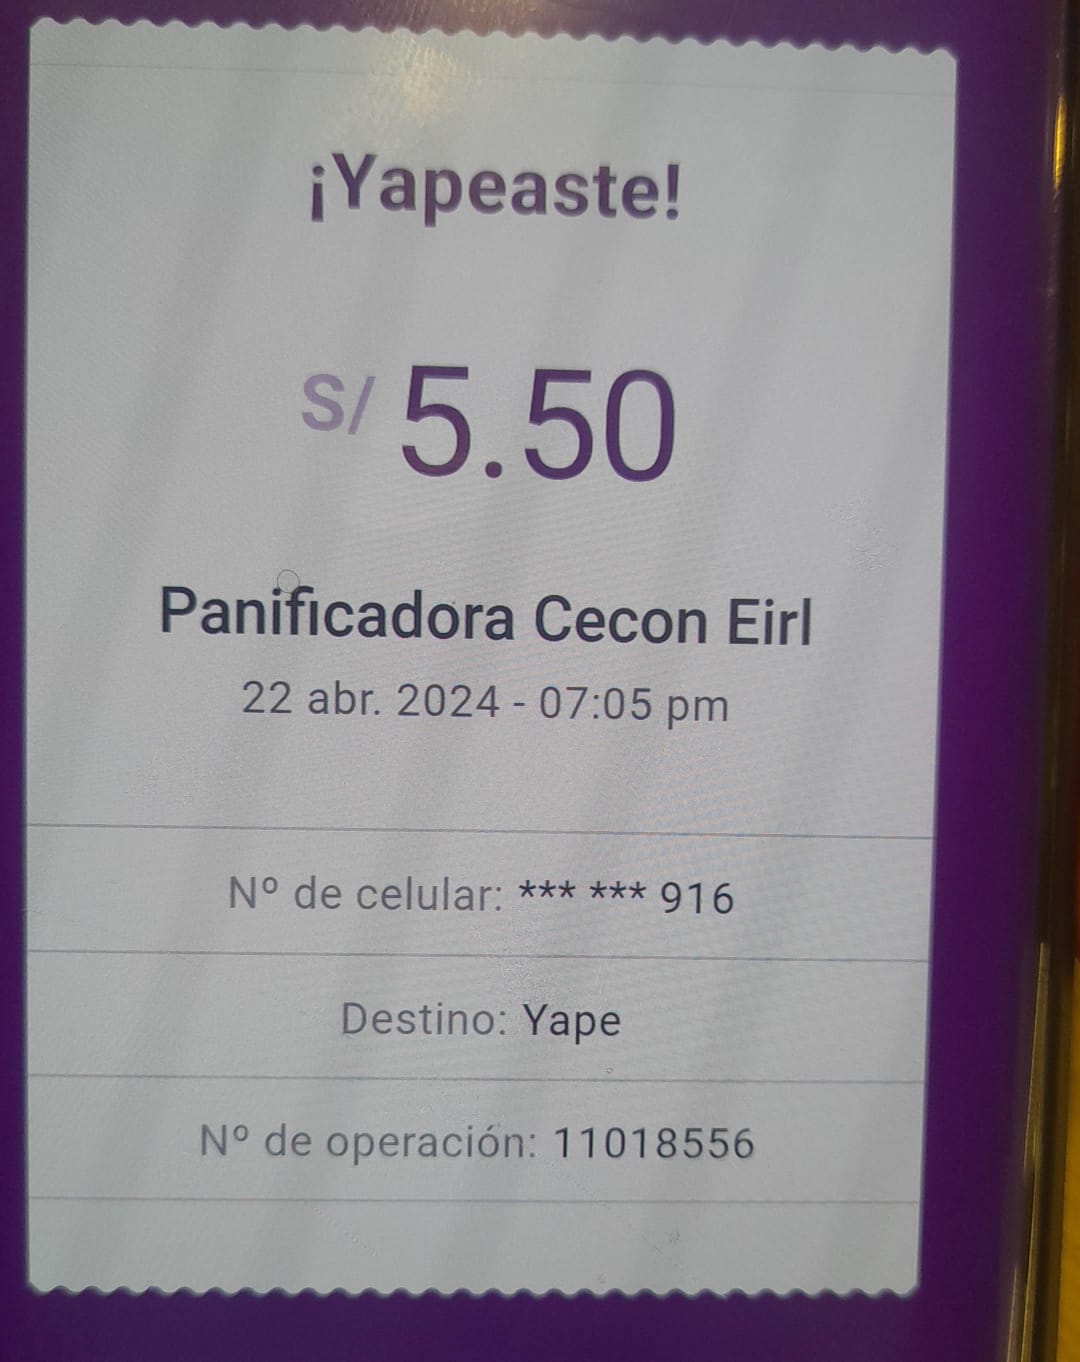 ¡Yapeaste!
S/ 5.50
Panificadora Cecon Eirl
22 abr. 2024 - 07:05 pm
Nº de celular: *** *** 916
Destino: Yape
Nº de operación: 11018556